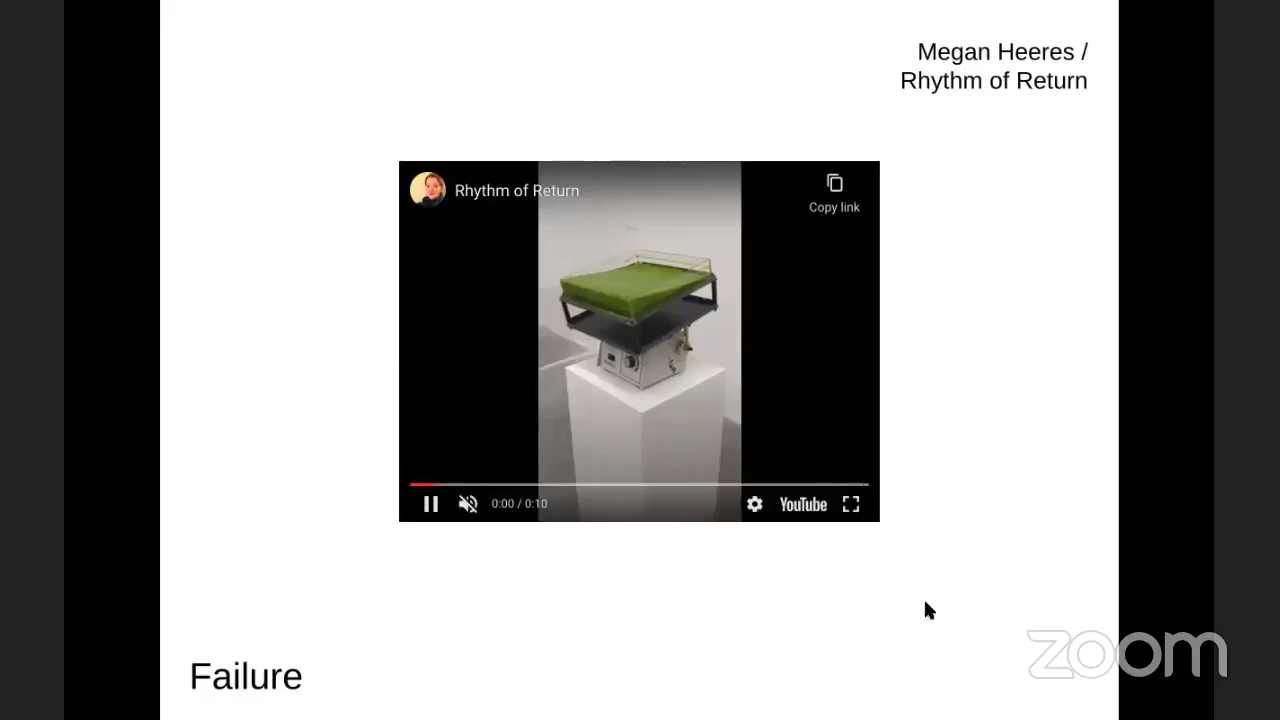 Megan Heeres /
Rhythm of Return
Rhythm of Return
Copy link
0:00 / 0:10
YouTube
Failure
zoom